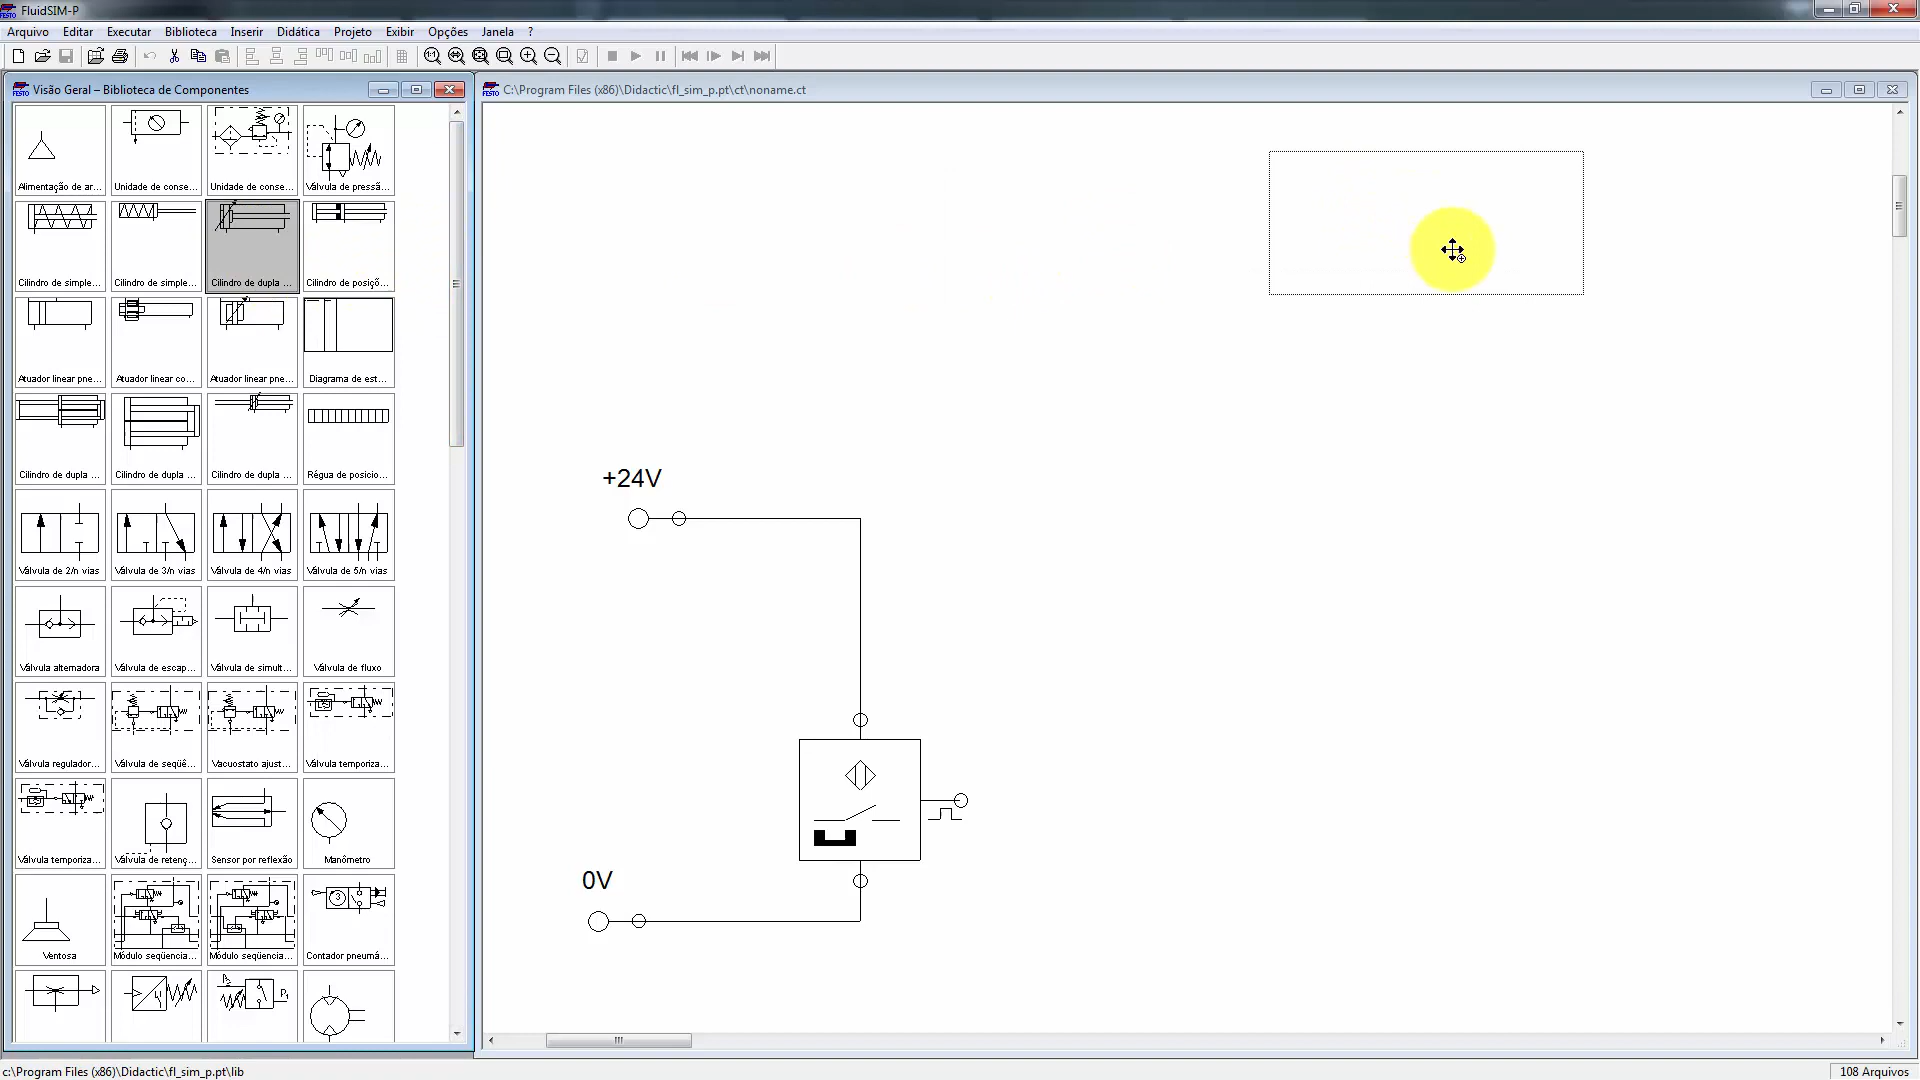 FluidSIM-P
Arquivo Editar Executar Biblioteca Inserir Didática Projeto Exibir Opções Janela ?
Visão Geral – Biblioteca de Componentes
C:\Program Files (x86)\Didactic\fl_sim_p.pt\ct\noname.ct
Alimentação de ar... Unidade de conse... Unidade de conse... Válvula de pressã...
Cilindro de simple... Cilindro de simple... Cilindro de dupla ... Cilindro de posiçõ...
Atuador linear pne... Atuador linear co... Atuador linear pne... Diagrama de est...
Cilindro de dupla ... Cilindro de dupla ... Cilindro de dupla ... Régua de posicio...
Válvula de 2/n vias Válvula de 3/n vias Válvula de 4/n vias Válvula de 5/n vias
Válvula alternadora Válvula de escap... Válvula de simult... Válvula de fluxo
Válvula regulador... Válvula de seqüê... Vacuostato ajust... Válvula temporiza...
Válvula temporiza... Válvula de retenç... Sensor por reflexão Manômetro
Ventosa Módulo seqüencia... Módulo seqüencia... Contador pneumá...
+24V
0V
c:\Program Files (x86)\Didactic\fl_sim_p.pt\lib
108 Arquivos